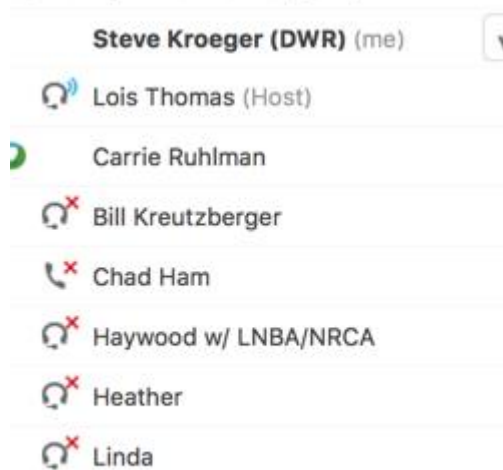 Steve Kroeger (DWR) (me)
Lois Thomas (Host)
Carrie Ruhlman
Bill Kreutzberger
Chad Ham
Haywood w/ LNBA/NRCA
Heather
Linda